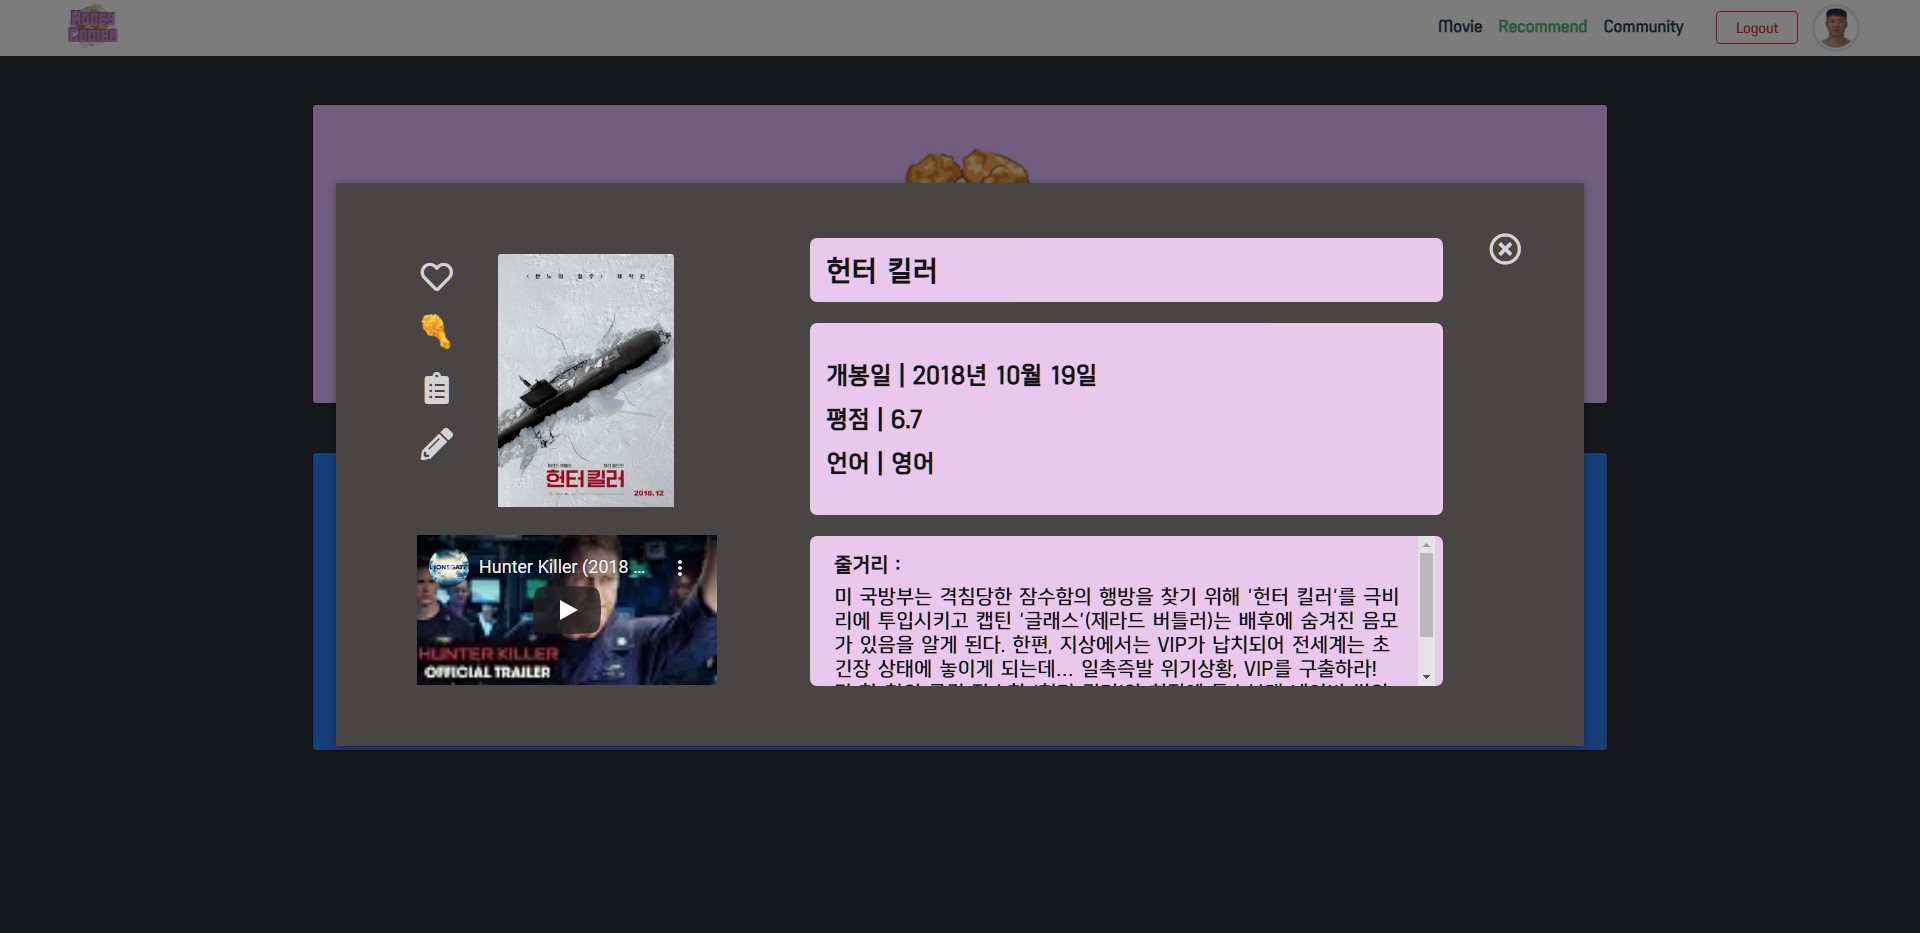 Honey
Combo
Movie Recommend Community Logout
헌터 킬러
개봉일 | 2018년 10월 19일
평점 | 6.7
언어 | 영어
헌터 킬러
2018.12
LIONSGATE
Hunter Killer (2018 ...
HUNTER KILLER
OFFICIAL TRAILER
줄거리 :
미 국방부는 격침당한 잠수함의 행방을 찾기 위해 ‘헌터 킬러’를 극비
리에 투입시키고 캡틴 ‘글래스’(제라드 버틀러)는 배후에 숨겨진 음모
가 있음을 알게 된다. 한편, 지상에서는 VIP가 납치되어 전세계는 초
긴장 상태에 놓이게 되는데… 일촉즉발 위기상황, VIP를 구출하라!